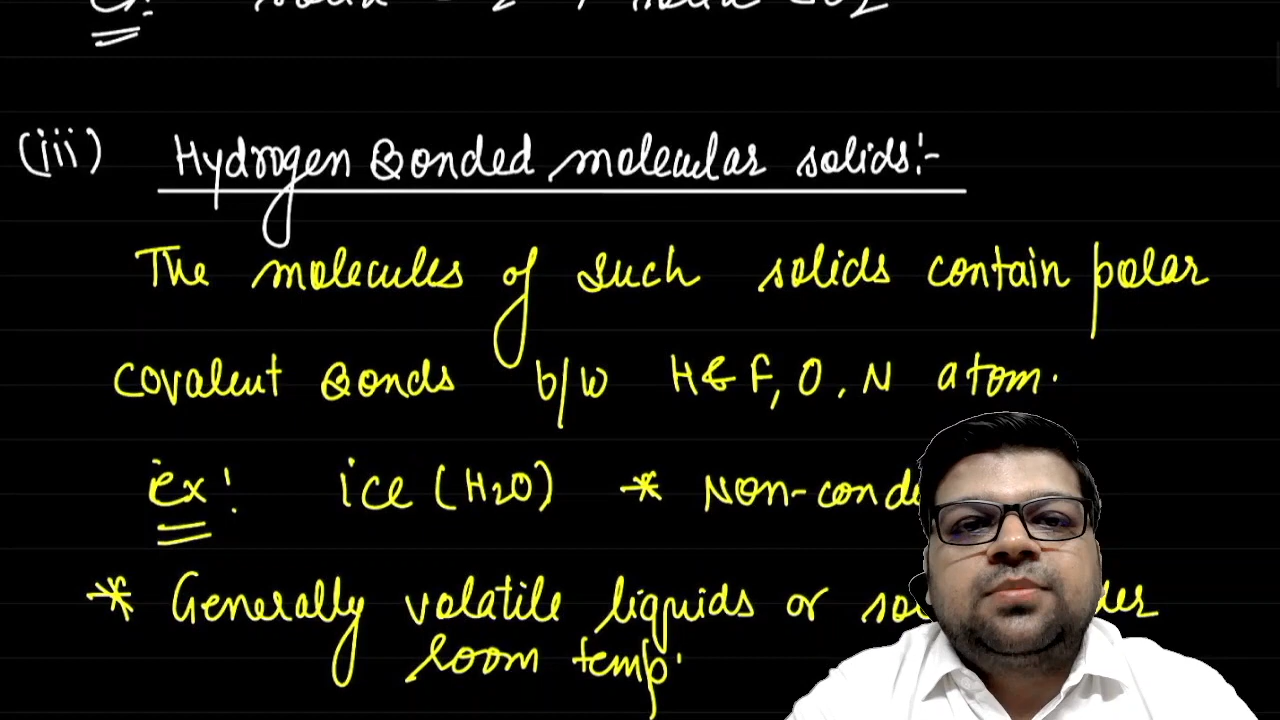 (iii) Hydrogen Bonded molecular solids:-
The molecules of such solids contain polar
covalent Bonds b/w H & F, O, N atom.
ex: ice (H2O) * Non-
* Generally volatile liquids or
room temp.